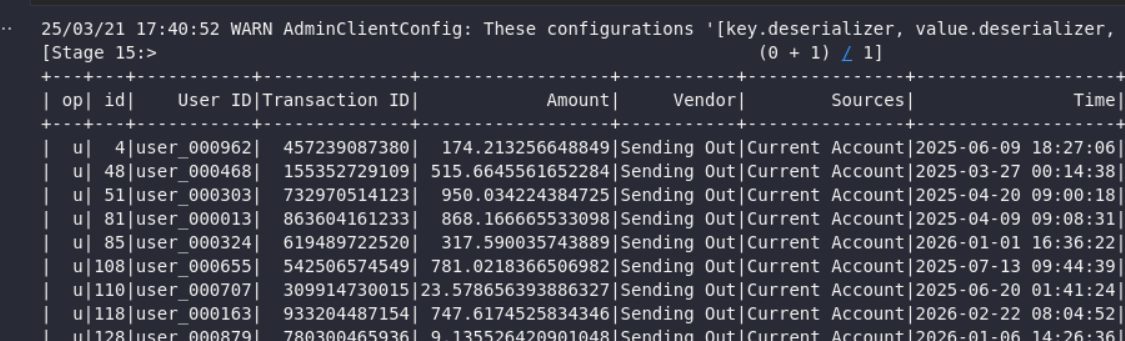 ··
25/03/21 17:40:52 WARN AdminClientConfig: These configurations '[key.deserializer, value.deserializer,
[Stage 15:>                                                         (0 + 1) / 1]
+---+---+-----------+--------------+-----------------+-----------+---------------+-------------------+
| op| id|    User ID|Transaction ID|           Amount|     Vendor|        Sources|               Time|
+---+---+-----------+--------------+-----------------+-----------+---------------+-------------------+
|  u|  4|user_000962|  457239087380|  174.213256648849|Sending Out|Current Account|2025-06-09 18:27:06|
|  u| 48|user_000468|  155352729109| 515.6645561652284|Sending Out|Current Account|2025-03-27 00:14:38|
|  u| 51|user_000303|  732970514123|  950.034224384725|Sending Out|Current Account|2025-04-20 09:00:18|
|  u| 81|user_000013|  863604161233|  868.166665533098|Sending Out|Current Account|2025-04-09 09:08:31|
|  u| 85|user_000324|  619489722520|  317.590035743889|Sending Out|Current Account|2026-01-01 16:36:22|
|  u|108|user_000655|  542506574549| 781.0218366506982|Sending Out|Current Account|2025-07-13 09:44:39|
|  u|110|user_000707|  309914730015|23.578656393886327|Sending Out|Current Account|2025-06-20 01:41:24|
|  u|118|user_000163|  933204487154| 747.6174525834346|Sending Out|Current Account|2026-02-22 08:04:52|
|  u|128|user_000879|  780300465936| 9.135526420901048|Sending Out|Current Account|2026-01-06 14:26:36|